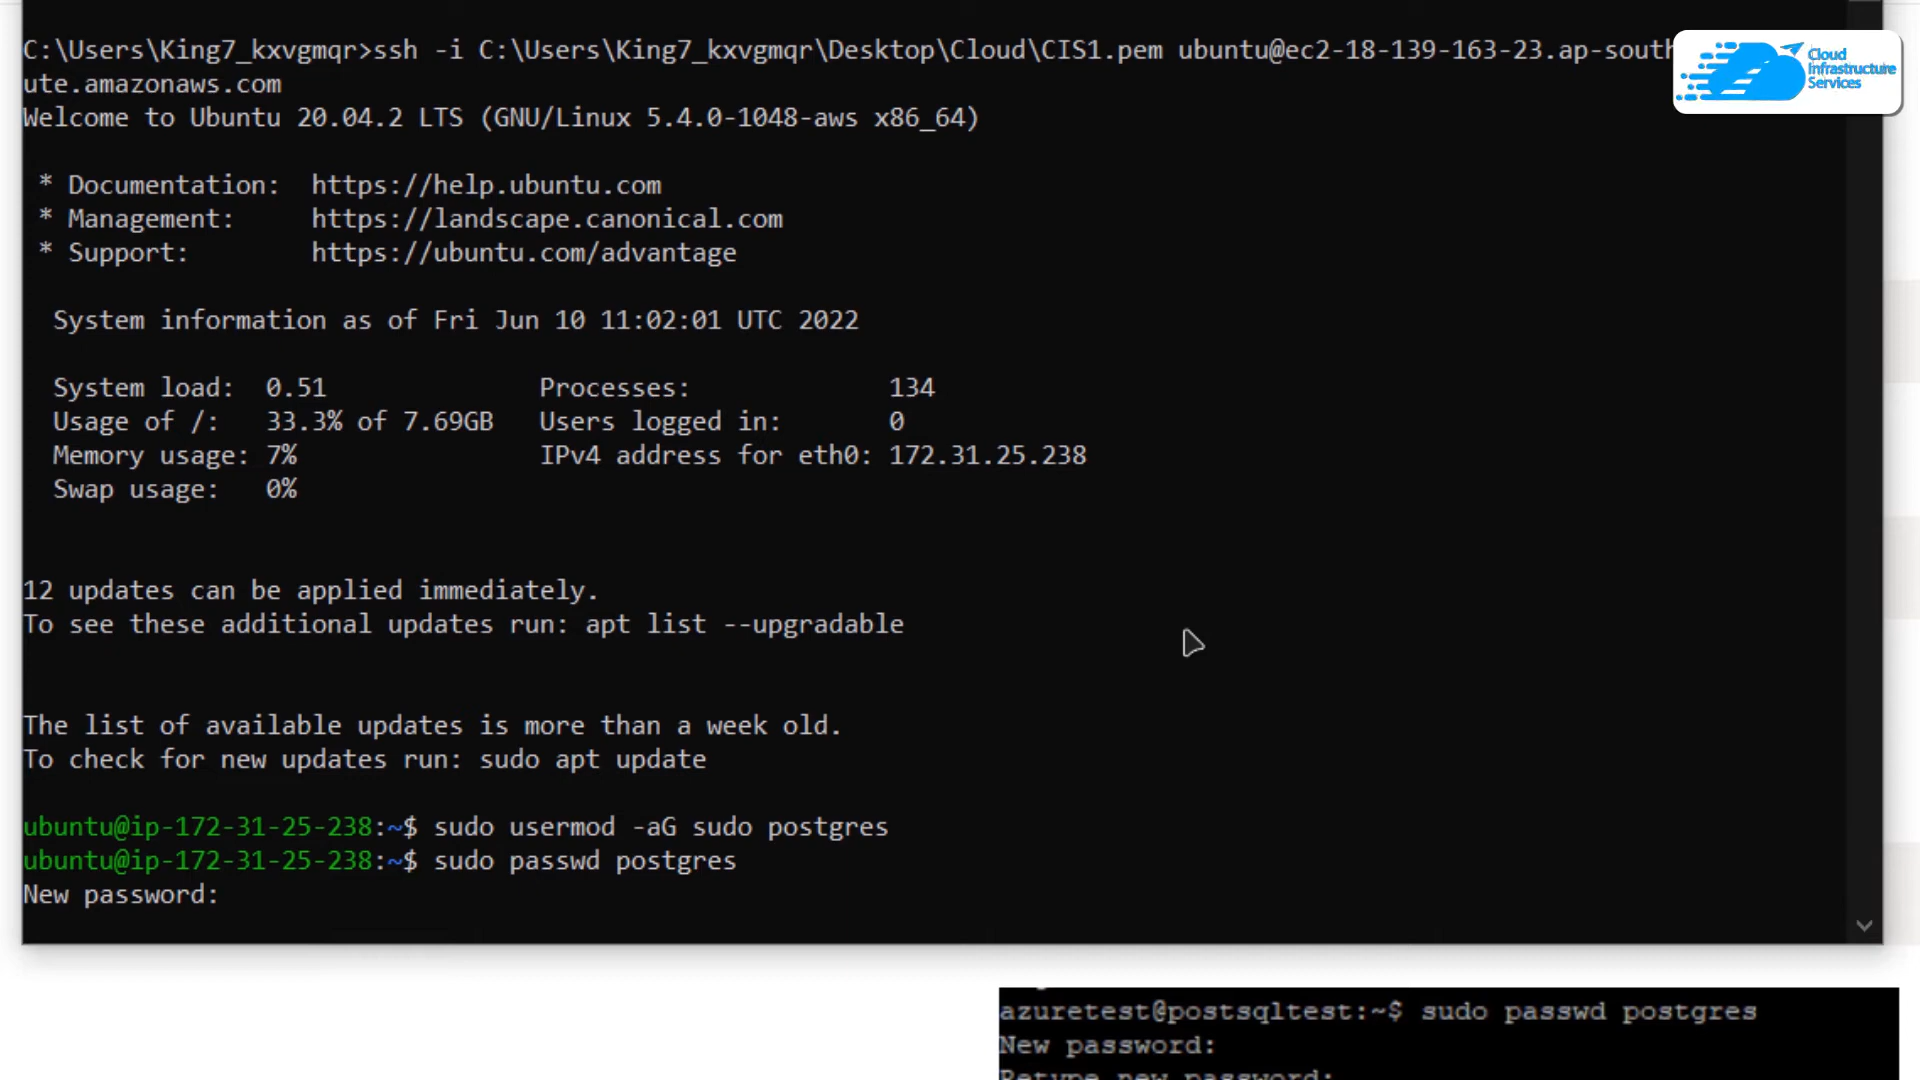 C:\Users\King7_kxvgmqr>ssh -i C:\Users\King7_kxvgmqr\Desktop\Cloud\CIS1.pem ubuntu@ec2-18-139-163-23.ap-south
ute.amazonaws.com
Cloud
Infrastructure
Services
Welcome to Ubuntu 20.04.2 LTS (GNU/Linux 5.4.0-1048-aws x86_64)
* Documentation:  https://help.ubuntu.com
* Management:     https://landscape.canonical.com
* Support:        https://ubuntu.com/advantage
System information as of Fri Jun 10 11:02:01 UTC 2022
System load:  0.51              Processes:             134
Usage of /:   33.3% of 7.69GB   Users logged in:       0
Memory usage: 7%                IPv4 address for eth0: 172.31.25.238
Swap usage:   0%
12 updates can be applied immediately.
To see these additional updates run: apt list --upgradable
The list of available updates is more than a week old.
To check for new updates run: sudo apt update
ubuntu@ip-172-31-25-238:~$ sudo usermod -aG sudo postgres
ubuntu@ip-172-31-25-238:~$ sudo passwd postgres
New password:
azuretest@postsqltest:~$ sudo passwd postgres
New password:
Retype new password: